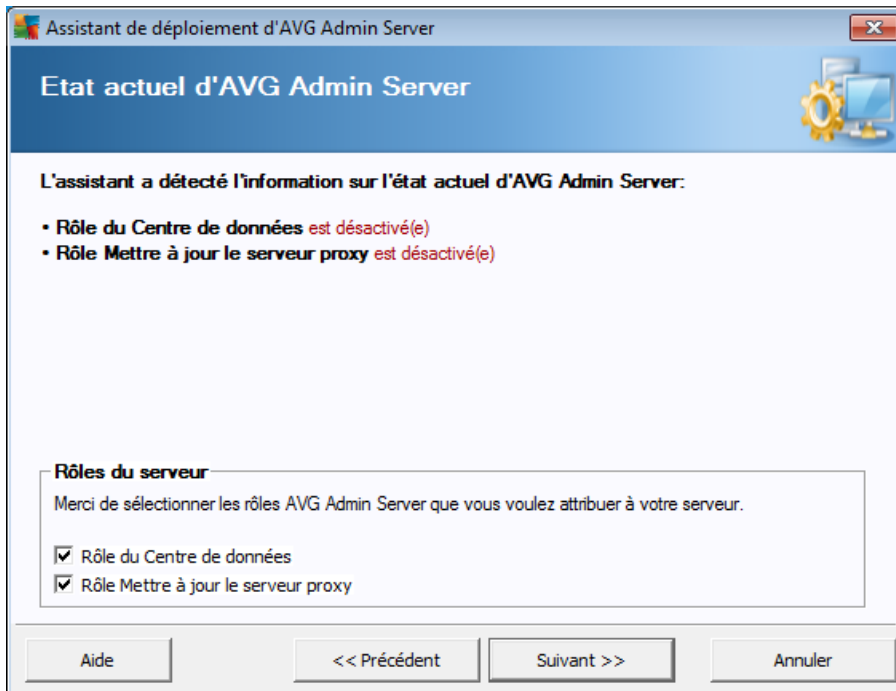 Assistant de déploiement d'AVG Admin Server
Etat actuel d'AVG Admin Server
L'assistant a détecté l'information sur l'état actuel d'AVG Admin Server:
• Rôle du Centre de données est désactivé(e)
• Rôle Mettre à jour le serveur proxy est désactivé(e)
Rôles du serveur
Merci de sélectionner les rôles AVG Admin Server que vous voulez attribuer à votre serveur.
Rôle du Centre de données
Rôle Mettre à jour le serveur proxy
Aide << Précédent Suivant >> Annuler